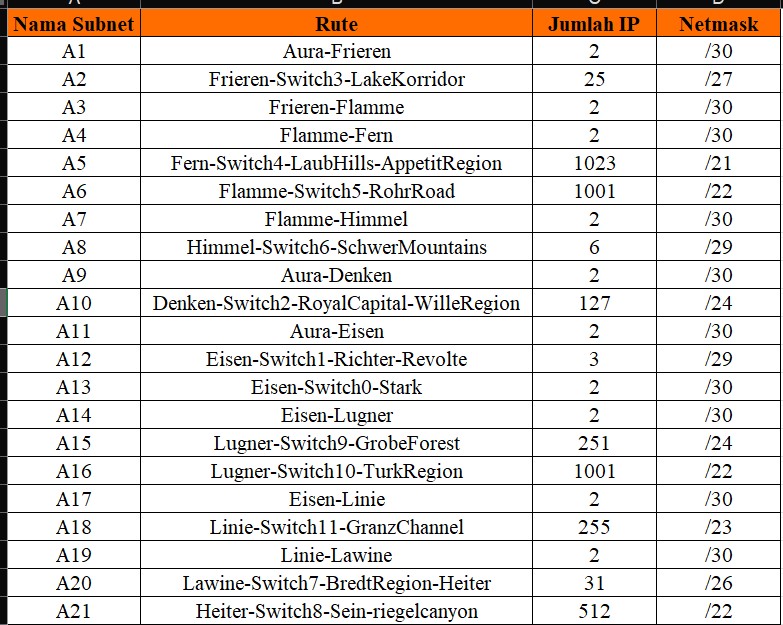 Nama Subnet Rute Jumlah IP Netmask
A1 Aura-Frieren 2 /30
A2 Frieren-Switch3-LakeKorridor 25 /27
A3 Frieren-Flamme 2 /30
A4 Flamme-Fern 2 /30
A5 Fern-Switch4-LaubHills-AppetitRegion 1023 /21
A6 Flamme-Switch5-RohrRoad 1001 /22
A7 Flamme-Himmel 2 /30
A8 Himmel-Switch6-SchwerMountains 6 /29
A9 Aura-Denken 2 /30
A10 Denken-Switch2-RoyalCapital-WilleRegion 127 /24
A11 Aura-Eisen 2 /30
A12 Eisen-Switch1-Richter-Revolte 3 /29
A13 Eisen-Switch0-Stark 2 /30
A14 Eisen-Lugner 2 /30
A15 Lugner-Switch9-GrobeForest 251 /24
A16 Lugner-Switch10-TurkRegion 1001 /22
A17 Eisen-Linie 2 /30
A18 Linie-Switch11-GranzChannel 255 /23
A19 Linie-Lawine 2 /30
A20 Lawine-Switch7-BredtRegion-Heiter 31 /26
A21 Heiter-Switch8-Sein-riegelcanyon 512 /22